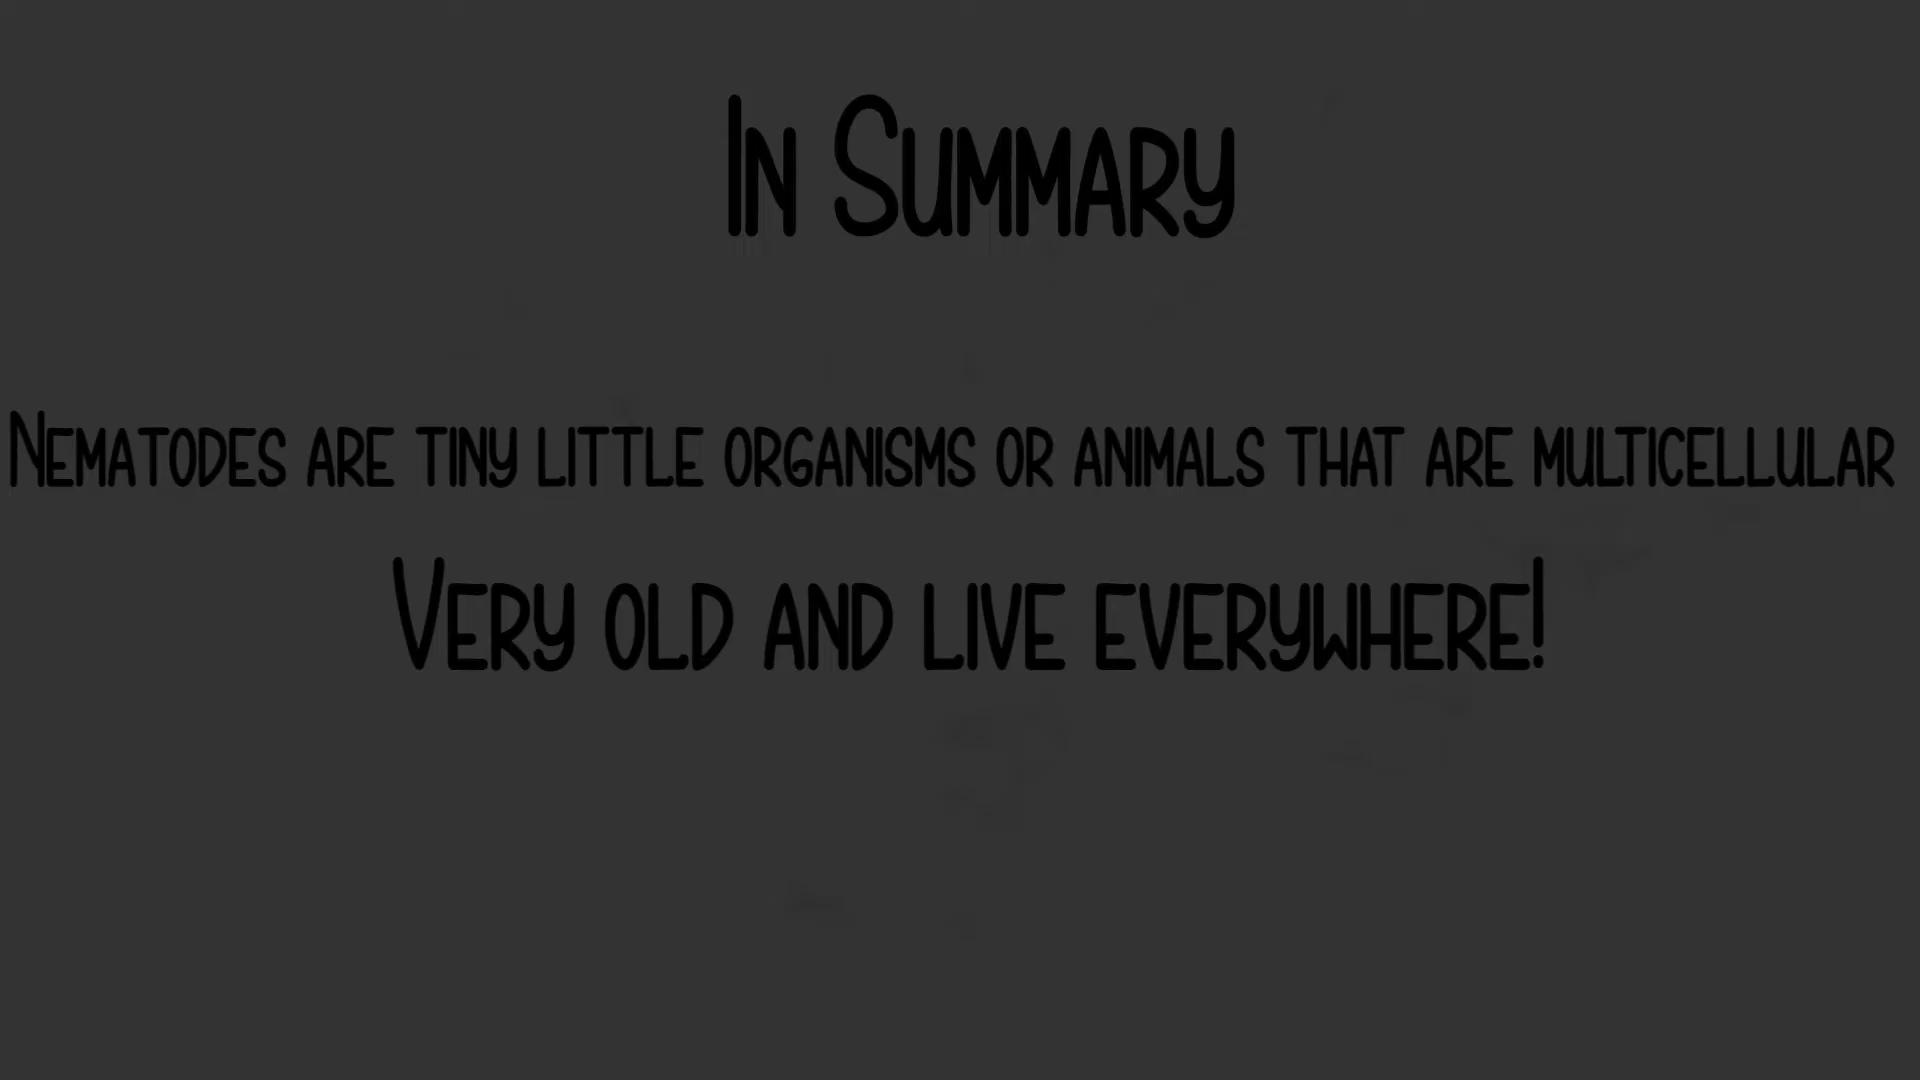 In Summary
Nematodes are tiny little organisms or animals that are multicellular
Very old and live everywhere!